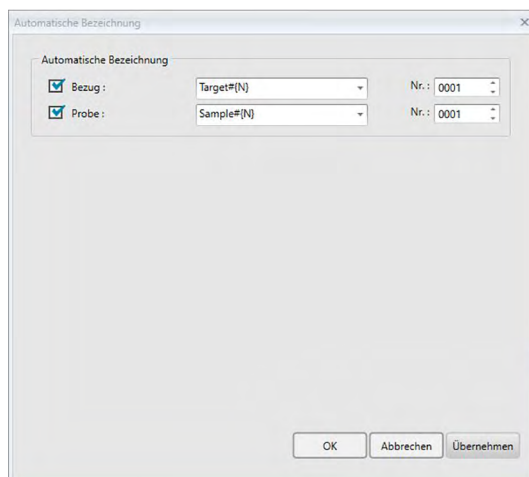 Automatische Bezeichnung
Automatische Bezeichnung
Bezug : Target#{N} Nr. : 0001
Probe : Sample#{N} Nr. : 0001
OK Abbrechen Übernehmen